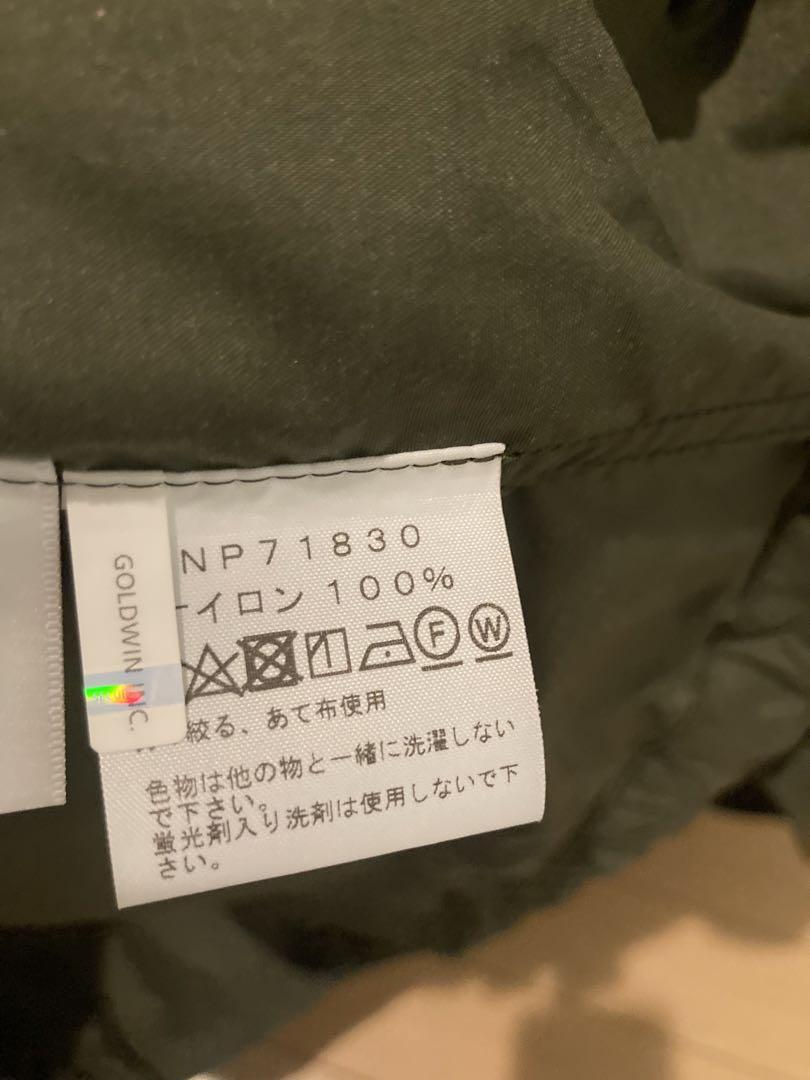 NP71830
イロン 100%
F W
絞る、あて布使用
色物は他の物と一緒に洗濯しない
で下さい。
蛍光剤入り洗剤は使用しないで下
さい。
GOLDWIN INC.